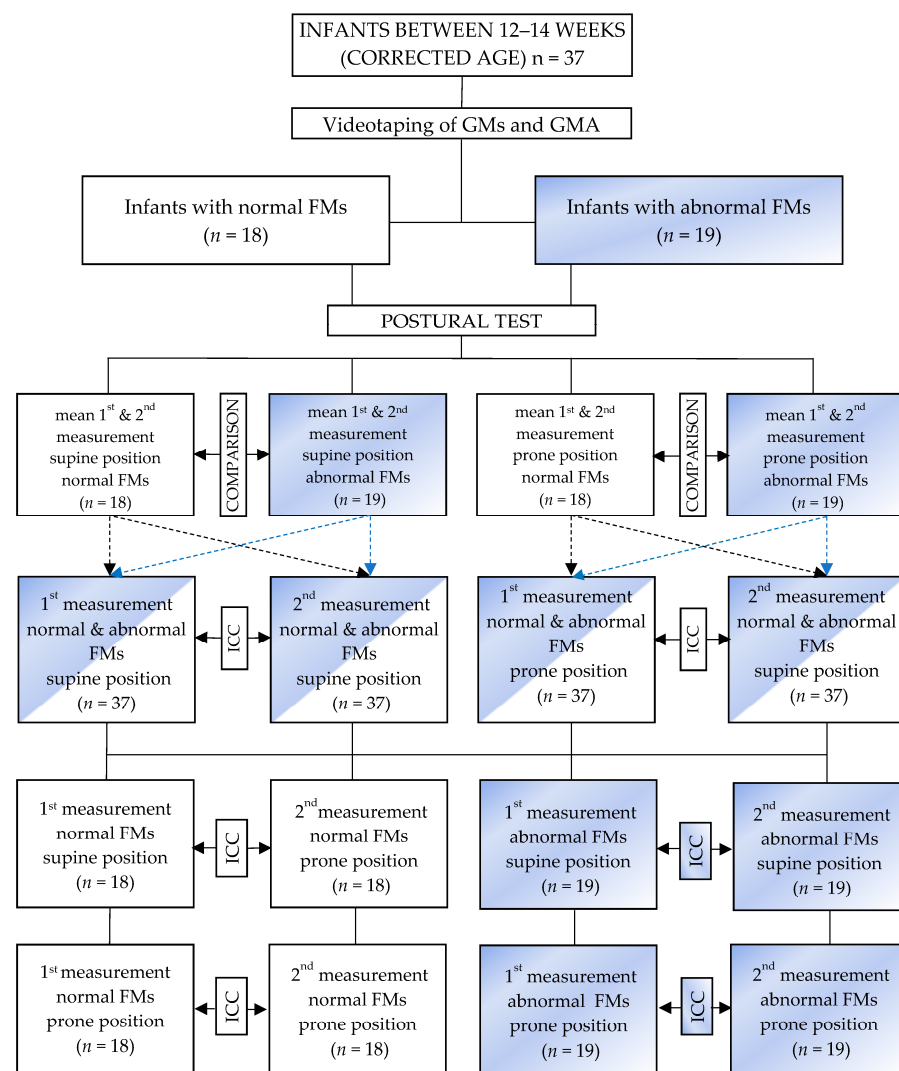 INFANTS BETWEEN 12–14 WEEKS
(CORRECTED AGE) n = 37
Videotaping of GMs and GMA
Infants with normal FMs
(n = 18)
Infants with abnormal FMs
(n = 19)
POSTURAL TEST
mean 1st & 2nd
measurement
supine position
normal FMs
(n = 18)
COMPARISON
mean 1st & 2nd
measurement
supine position
abnormal FMs
(n = 19)
mean 1st & 2nd
measurement
prone position
normal FMs
(n = 18)
COMPARISON
mean 1st & 2nd
measurement
prone position
abnormal FMs
(n = 19)
1st measurement
normal & abnormal
FMs
supine position
(n = 37)
ICC
2nd measurement
normal & abnormal
FMs
supine position
(n = 37)
1st measurement
normal & abnormal
FMs
prone position
(n = 37)
ICC
2nd measurement
normal & abnormal
FMs
supine position
(n = 37)
1st measurement
normal FMs
supine position
(n = 18)
ICC
2nd measurement
normal FMs
prone position
(n = 18)
1st measurement
abnormal FMs
supine position
(n = 19)
ICC
2nd measurement
abnormal FMs
supine position
(n = 19)
1st measurement
normal FMs
prone position
(n = 18)
ICC
2nd measurement
normal FMs
prone position
(n = 18)
1st measurement
abnormal FMs
prone position
(n = 19)
ICC
2nd measurement
abnormal FMs
prone position
(n = 19)